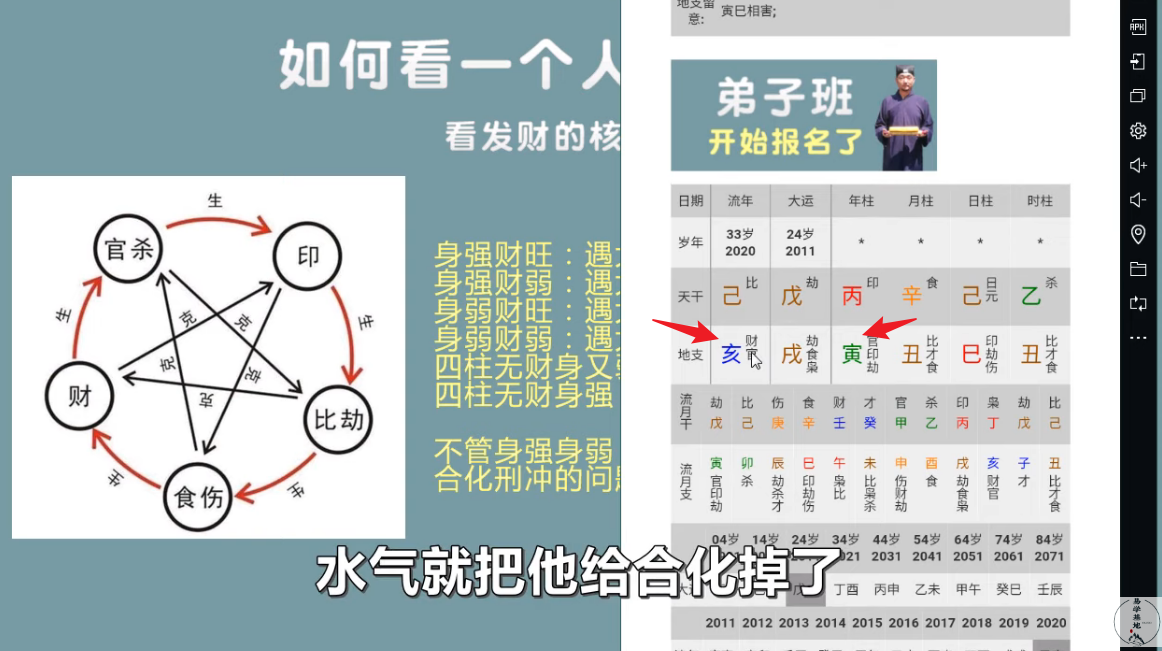 如何看一个人
看发财的核
生
官杀
印
生
克
克
生
克
克
克
财
比劫
生
食伤
生
身强财旺：遇
身强财弱：遇
身弱财旺：遇
身弱财弱：遇
四柱无财身又
四柱无财身强
不管身强身弱
合化刑冲的问
地支留意: 寅巳相害;
弟子班
开始报名了
日期 流年 大运 年柱 月柱 日柱 时柱
岁年 33岁 2020 24岁 2011 * * * *
天干 己 比 戊 劫 丙 印 辛 食 己 日元 乙 杀
地支 亥 财官 戌 劫食枭 寅 官印劫 丑 比才食 巳 印劫伤 丑 比才食
流月干 劫 比 伤 食 财 才 官 杀 印 枭 劫 比
戊 己 庚 辛 壬 癸 甲 乙 丙 丁 戊 己
流月支 寅 卯 辰 巳 午 未 申 酉 戌 亥 子 丑
官印劫 杀 劫杀才 印劫伤 枭比 比枭杀 伤财劫 食 劫食枭 财官 才 比才食
04岁 14岁 24岁 34岁 44岁 54岁 64岁 74岁 84岁
2031 2041 2051 2061 2071
丁酉 丙申 乙未 甲午 癸巳 壬辰
2011 2012 2013 2014 2015 2016 2017 2018 2019 2020
水气就把他给合化掉了
APK
易学基地